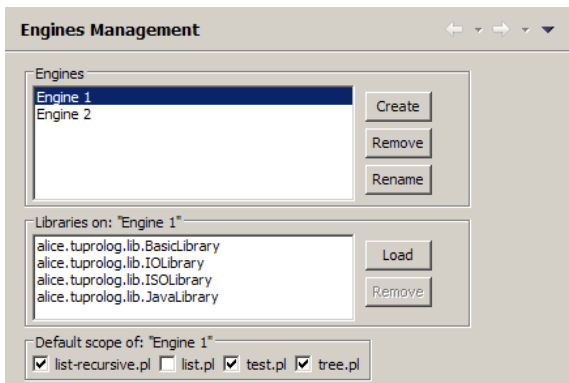 Engines Management
Engines
Engine 1
Engine 2
Create
Remove
Rename
Libraries on: "Engine 1"
alice.tuprolog.lib.BasicLibrary
alice.tuprolog.lib.IOLibrary
alice.tuprolog.lib.ISOLibrary
alice.tuprolog.lib.JavaLibrary
Load
Remove
Default scope of: "Engine 1"
list-recursive.pl list.pl test.pl tree.pl